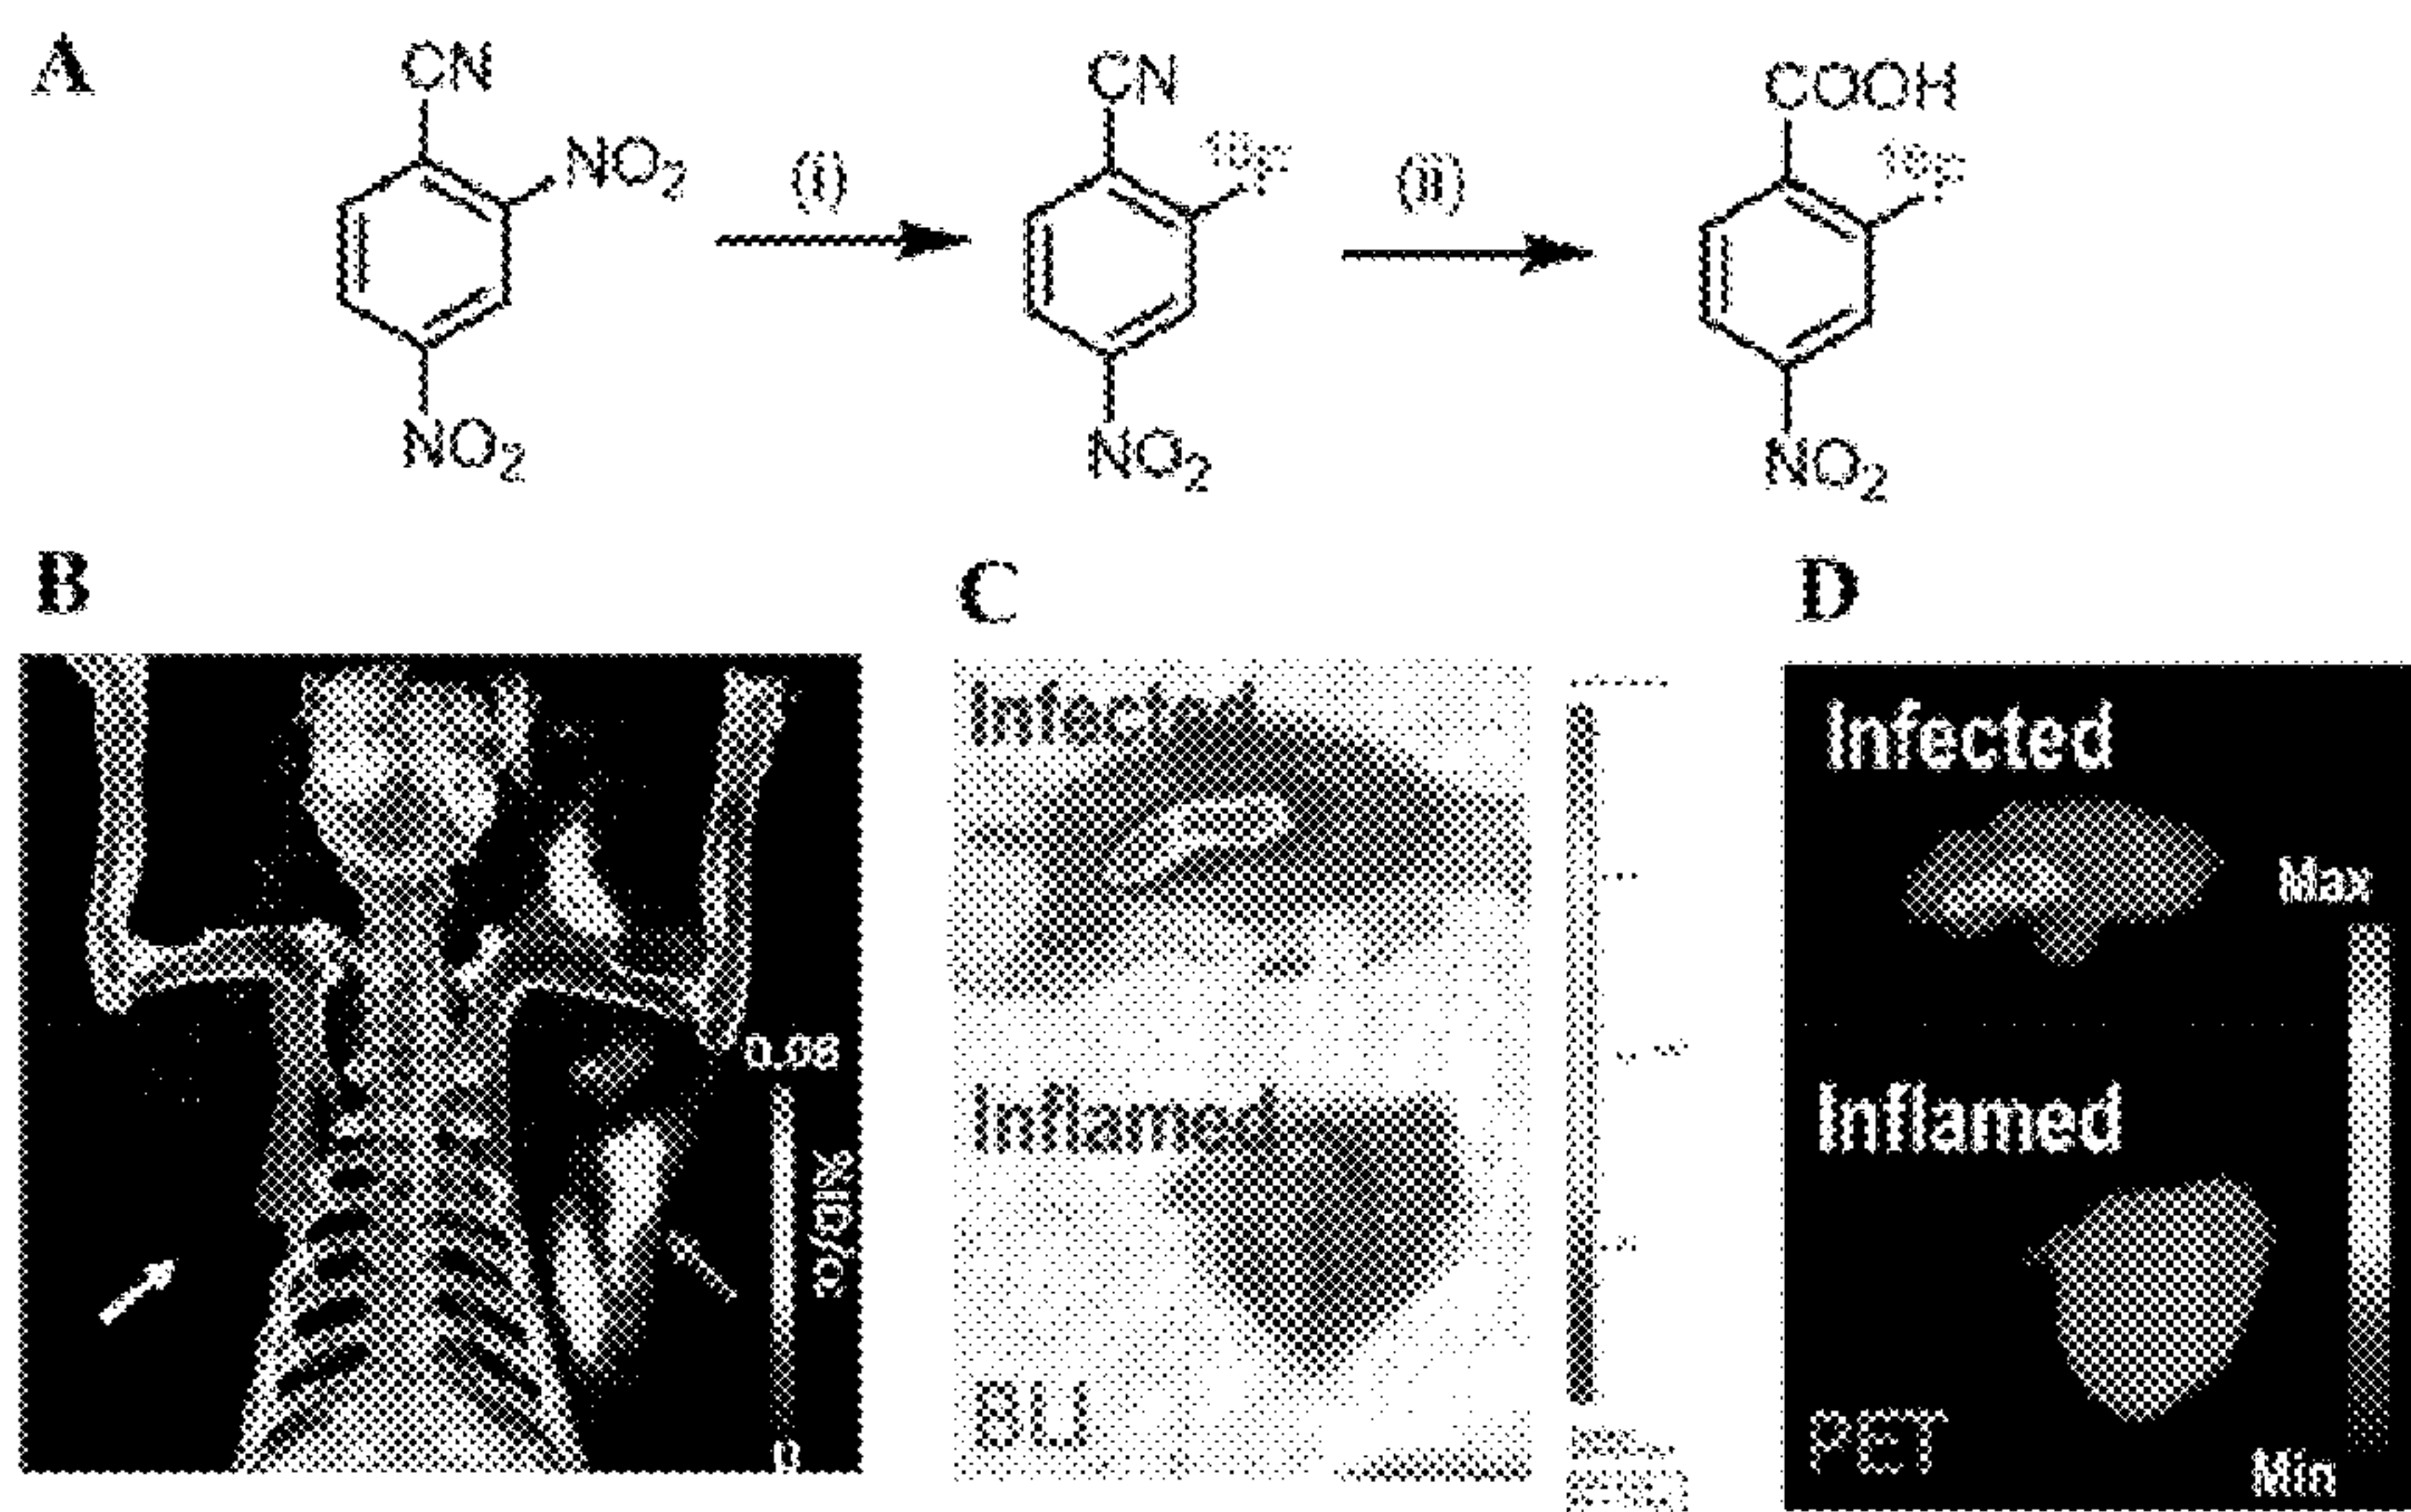 A
CN
NO2
NO2
(i)
CN
18F
NO2
(ii)
COOH
18F
NO2
B
0.06
%ID/cc
0
C
Infected
Inflamed
BLI
D
Infected
Max
Inflamed
PET
Min